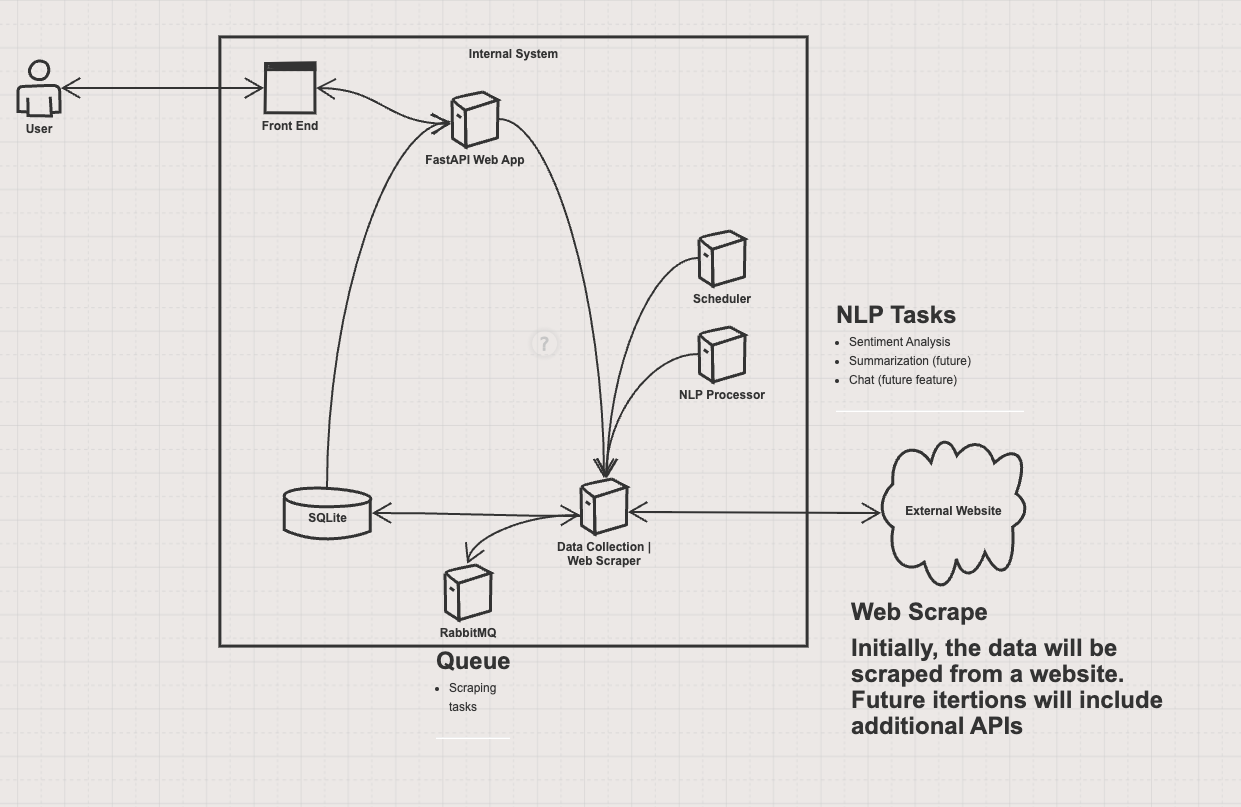 Internal System
User
Front End
FastAPI Web App
Scheduler
NLP Processor
NLP Tasks
Sentiment Analysis
Summarization (future)
Chat (future feature)
?
SQLite
Data Collection |
Web Scraper
External Website
RabbitMQ
Queue
Scraping
tasks
Web Scrape
Initially, the data will be
scraped from a website.
Future itertions will include
additional APIs